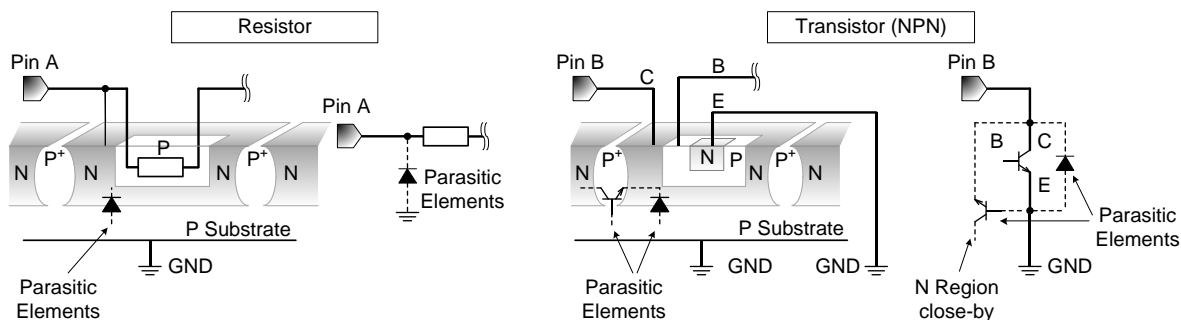 Resistor
Transistor (NPN)
Pin A
Pin A
P
N
P+
N
N
P+
N
Parasitic
Elements
P Substrate
GND
Parasitic
Elements
Pin B
C
B
E
N
P+
N
N
P
N
P+
N
P Substrate
GND
GND
Parasitic
Elements
Pin B
B
C
E
Parasitic
Elements
GND
N Region
close-by